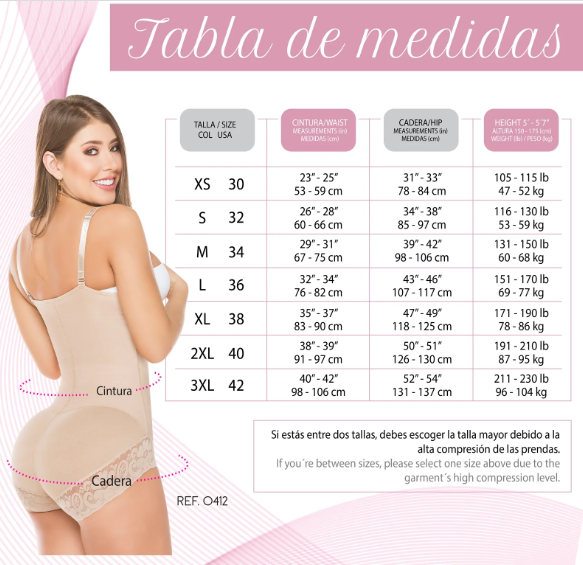 Tabla de medidas
TALLA / SIZE
COL USA
CINTURA/WAIST
MEASUREMENTS (in)
MEDIDAS (cm)
CADERA/HIP
MEASUREMENTS (in)
MEDIDAS (cm)
HEIGHT 5´ - 5´7"
ALTURA 150 - 175 (cm)
WEIGHT (lb) / PESO (kg)
XS 30 23” - 25” 31” - 33” 105 - 115 lb
53 - 59 cm 78 - 84 cm 47 - 52 kg
S 32 26” - 28” 34” - 38” 116 - 130 lb
60 - 66 cm 85 - 97 cm 53 - 59 kg
M 34 29” - 31” 39” - 42” 131 - 150 lb
67 - 75 cm 98 - 106 cm 60 - 68 kg
L 36 32” - 34” 43” - 46” 151 - 170 lb
76 - 82 cm 107 - 117 cm 69 - 77 kg
XL 38 35” - 37” 47” - 49” 171 - 190 lb
83 - 90 cm 118 - 125 cm 78 - 86 kg
2XL 40 38” - 39” 50” - 51” 191 - 210 lb
91 - 97 cm 126 - 130 cm 87 - 95 kg
3XL 42 40” - 42” 52” - 54” 211 - 230 lb
98 - 106 cm 131 - 137 cm 96 - 104 kg
Cintura
Cadera
REF. 0412
Si estás entre dos tallas, debes escoger la talla mayor debido a la
alta compresión de las prendas.
If you´re between sizes, please select one size above due to the
garment´s high compression level.